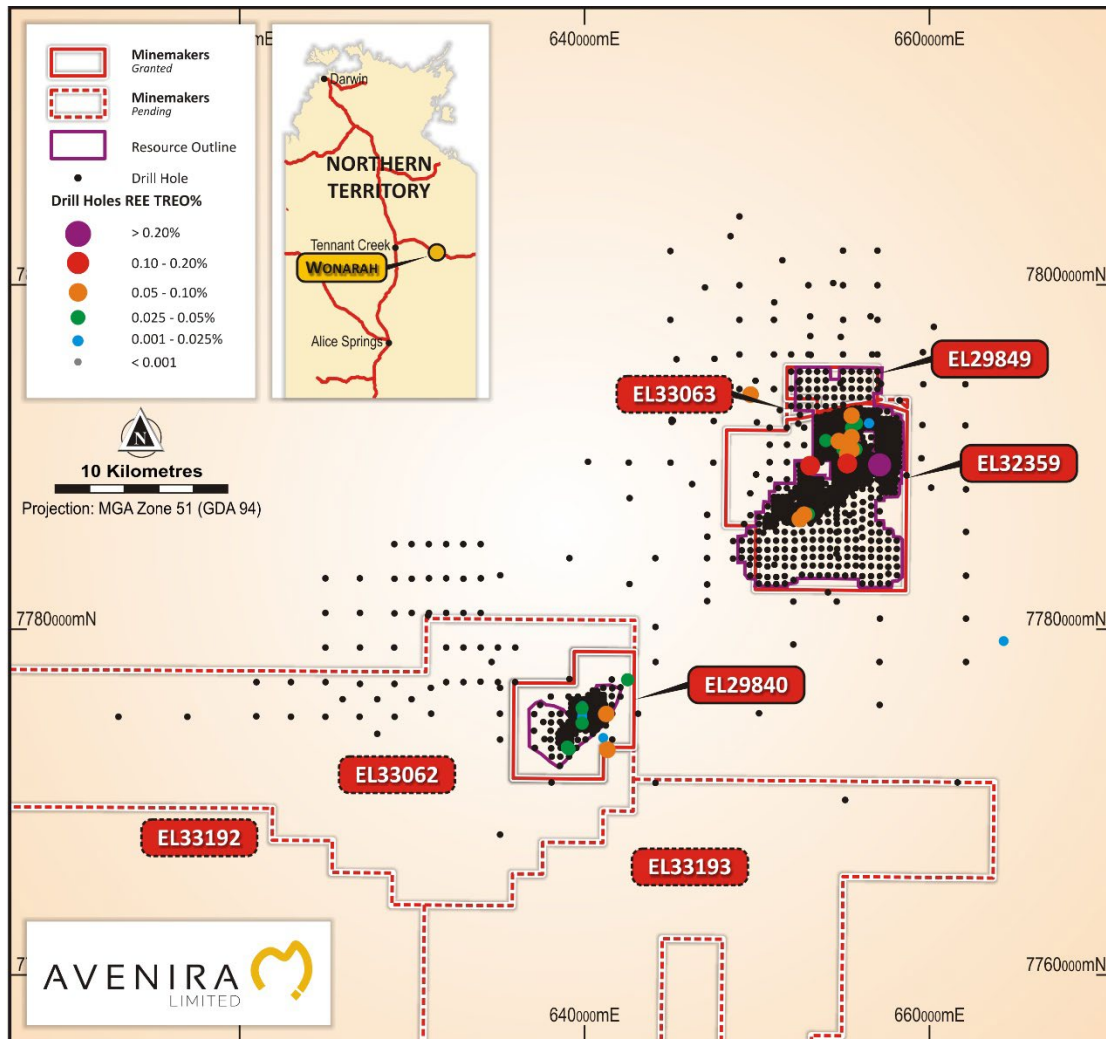 mE
640000mE
660000mE
Minemakers
Granted
Minemakers
Pending
Resource Outline
Drill Hole
Drill Holes REE TREO%
> 0.20%
0.10 - 0.20%
0.05 - 0.10%
0.025 - 0.05%
0.001 - 0.025%
< 0.001
Darwin
NORTHERN
TERRITORY
Tennant Creek
WONARAH
Alice Springs
78
7800000mN
EL29849
EL33063
EL32359
N
10 Kilometres
Projection: MGA Zone 51 (GDA 94)
7780000mN
7780000mN
EL29840
EL33062
EL33192
EL33193
AVENIRA
LIMITED
77
7760000mN
640000mE
660000mE